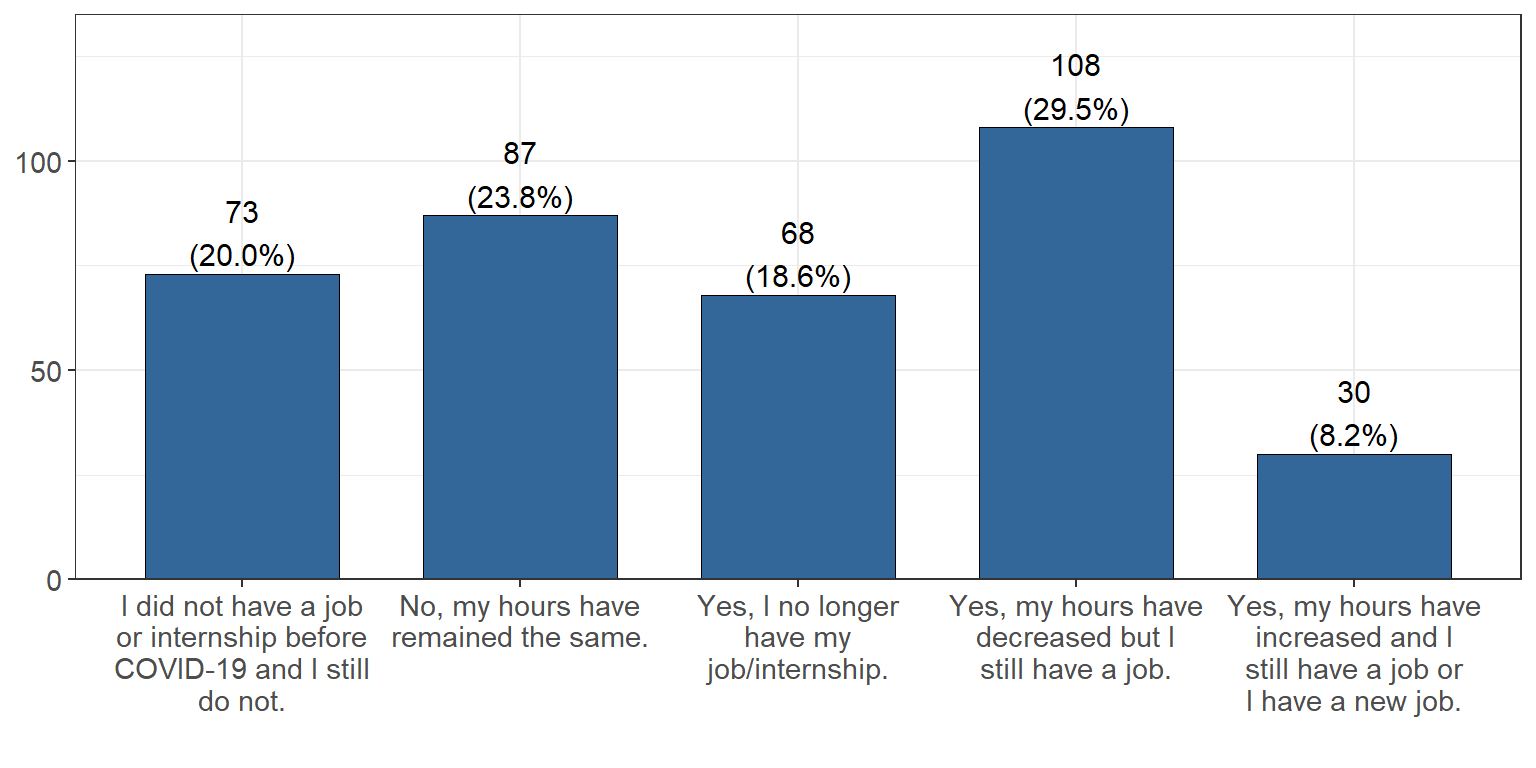 108
(29.5%)
87
(23.8%)
73
(20.0%)
68
(18.6%)
30
(8.2%)
100
50
0
I did not have a job
or internship before
COVID-19 and I still
do not.
No, my hours have
remained the same.
Yes, I no longer
have my
job/internship.
Yes, my hours have
decreased but I
still have a job.
Yes, my hours have
increased and I
still have a job or
I have a new job.